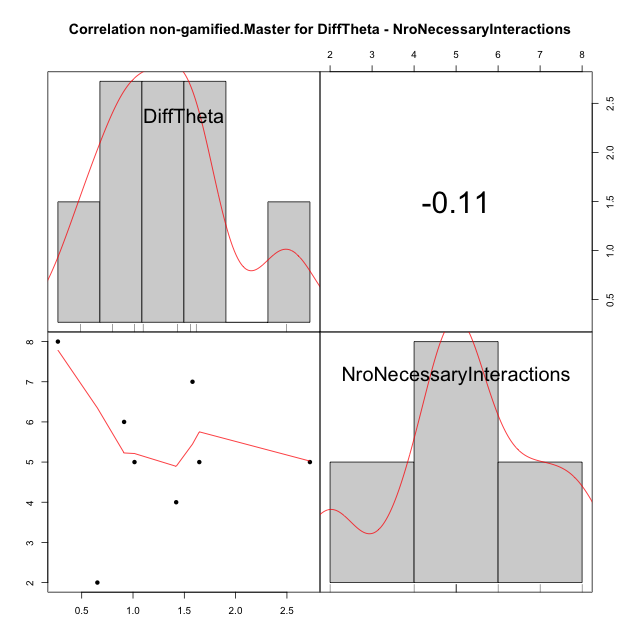 Correlation non-gamified.Master for DiffTheta - NroNecessaryInteractions
2 3 4 5 6 7 8
DiffTheta
-0.11
2.5
2.0
1.5
1.0
0.5
8
7
6
5
4
3
2
NroNecessaryInteractions
0.5 1.0 1.5 2.0 2.5